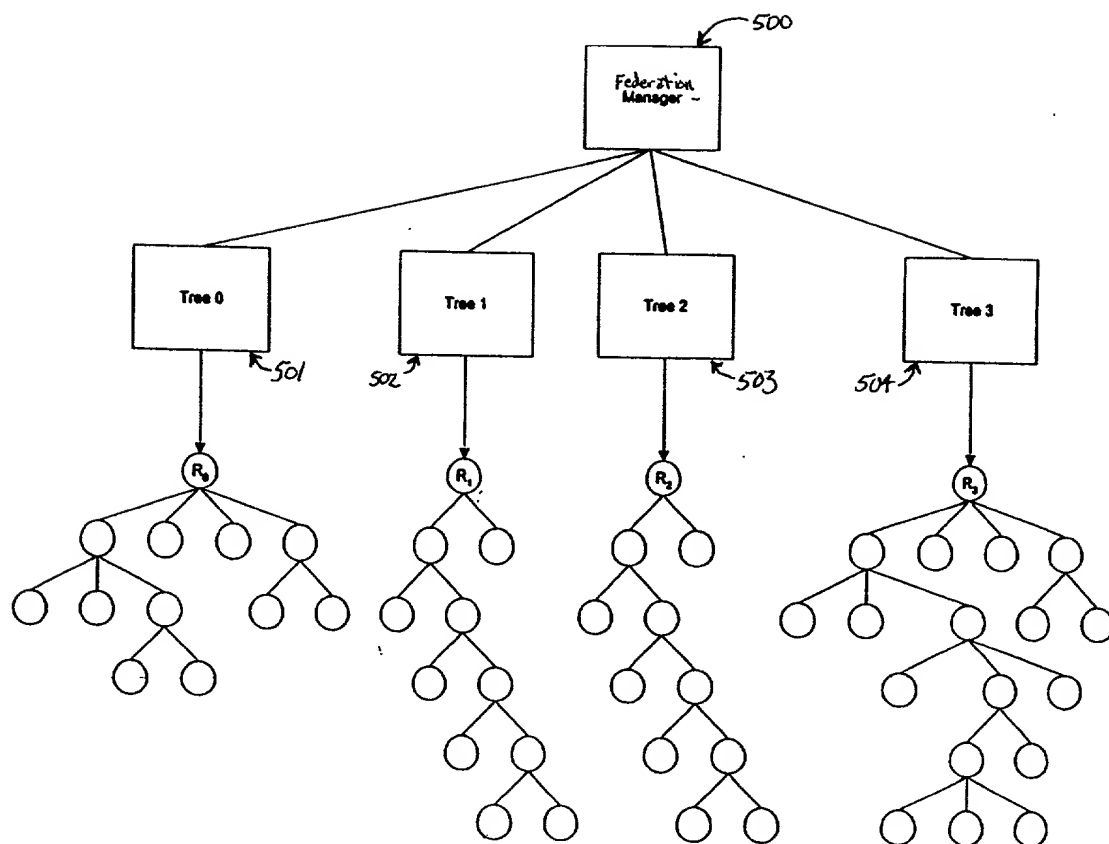 500
Federation
Manager
Tree 0
Tree 1
Tree 2
Tree 3
501
502
503
504
R₀
R₁
R₂
R₃